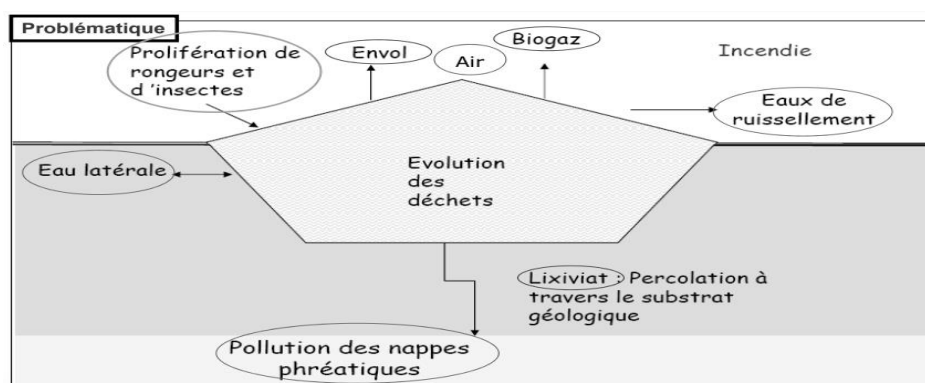 Problématique
Prolifération de
rongeurs et
d'insectes
Envol
Air
Biogaz
Incendie
Eaux de
ruissellement
Eau latérale
Evolution
des
déchets
Lixiviat : Percolation à
travers le substrat
géologique
Pollution des nappes
phréatiques